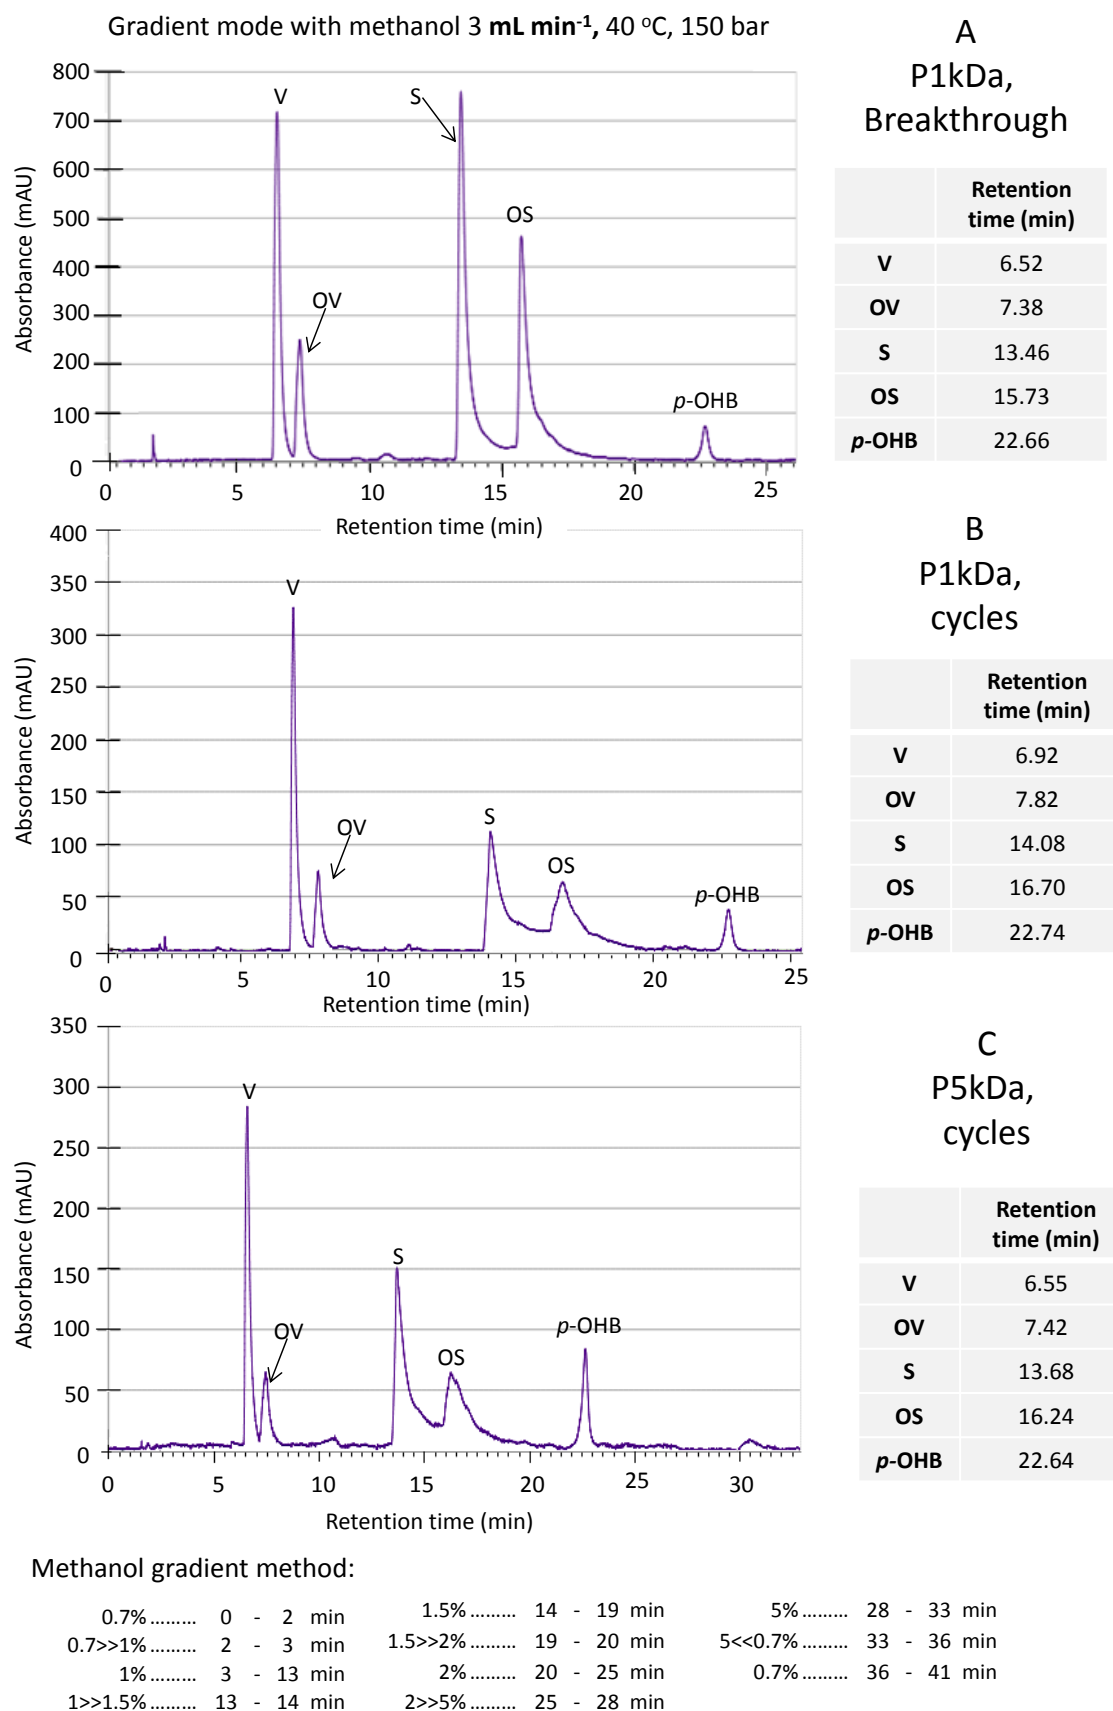 Gradient mode with methanol 3 mL min-1, 40 oC, 150 bar
A
P1kDa,
Breakthrough
800
700
600
500
400
300
200
100
0
Absorbance (mAU)
V
OV
S
OS
p-OHB
0 5 10 15 20 25
Retention time (min)
Retention time (min)
V 6.52
OV 7.38
S 13.46
OS 15.73
p-OHB 22.66
B
P1kDa,
cycles
400
350
300
250
200
150
100
50
0
Absorbance (mAU)
V
OV
S
OS
p-OHB
0 5 10 15 20 25
Retention time (min)
Retention time (min)
V 6.92
OV 7.82
S 14.08
OS 16.70
p-OHB 22.74
C
P5kDa,
cycles
350
300
250
200
150
100
50
0
Absorbance (mAU)
V
OV
S
OS
p-OHB
0 5 10 15 20 25 30
Retention time (min)
Retention time (min)
V 6.55
OV 7.42
S 13.68
OS 16.24
p-OHB 22.64
Methanol gradient method:
0.7% ......... 0 - 2 min
0.7>>1% ......... 2 - 3 min
1% ......... 3 - 13 min
1>>1.5% ......... 13 - 14 min
1.5% ......... 14 - 19 min
1.5>>2% ......... 19 - 20 min
2% ......... 20 - 25 min
2>>5% ......... 25 - 28 min
5% ......... 28 - 33 min
5<<0.7% ......... 33 - 36 min
0.7% ......... 36 - 41 min